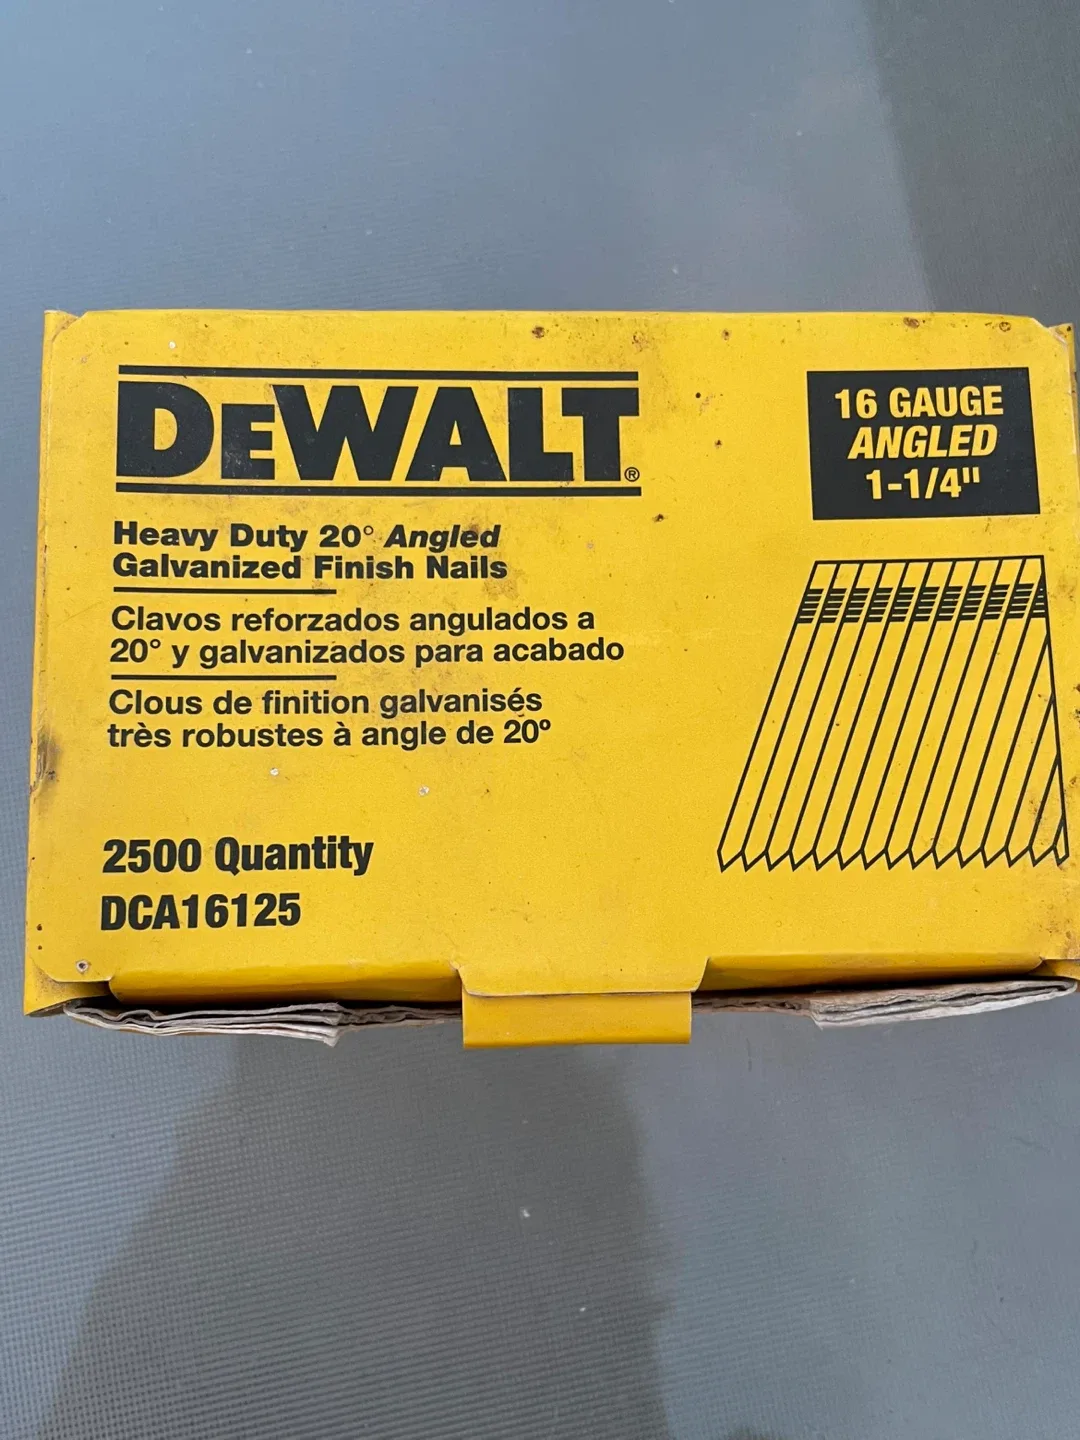 DEWALT®
16 GAUGE
ANGLED
1-1/4"
Heavy Duty 20° Angled
Galvanized Finish Nails
Clavos reforzados angulados a
20° y galvanizados para acabado
Clous de finition galvanisés
très robustes à angle de 20º
2500 Quantity
DCA16125